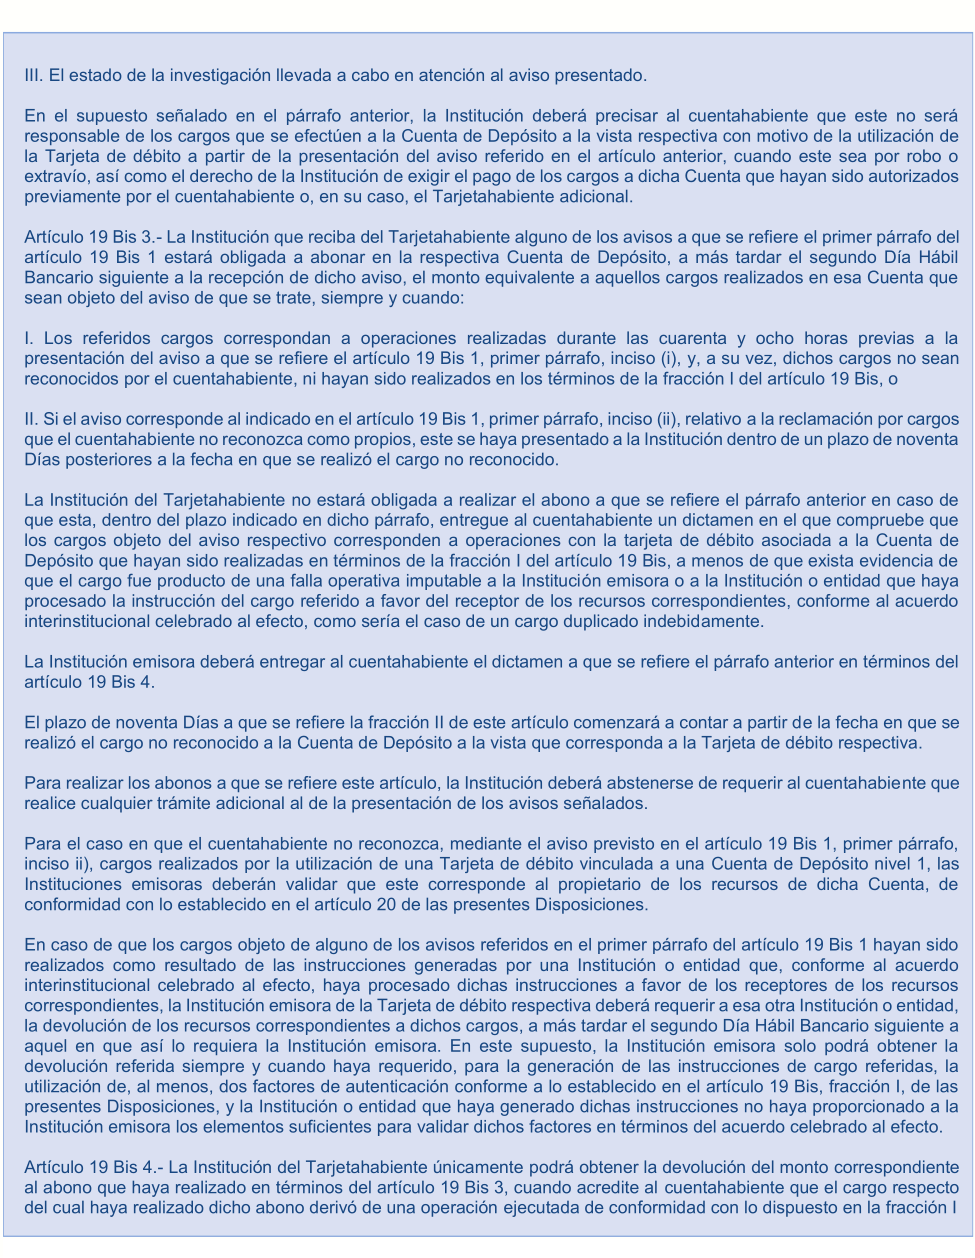 III. El estado de la investigación llevada a cabo en atención al aviso presentado.
En el supuesto señalado en el párrafo anterior, la Institución deberá precisar al cuentahabiente que este no será
responsable de los cargos que se efectúen a la Cuenta de Depósito a la vista respectiva con motivo de la utilización de
la Tarjeta de débito a partir de la presentación del aviso referido en el artículo anterior, cuando este sea por robo o
extravío, así como el derecho de la Institución de exigir el pago de los cargos a dicha Cuenta que hayan sido autorizados
previamente por el cuentahabiente o, en su caso, el Tarjetahabiente adicional.
Artículo 19 Bis 3.- La Institución que reciba del Tarjetahabiente alguno de los avisos a que se refiere el primer párrafo del
artículo 19 Bis 1 estará obligada a abonar en la respectiva Cuenta de Depósito, a más tardar el segundo Día Hábil
Bancario siguiente a la recepción de dicho aviso, el monto equivalente a aquellos cargos realizados en esa Cuenta que
sean objeto del aviso de que se trate, siempre y cuando:
I. Los referidos cargos correspondan a operaciones realizadas durante las cuarenta y ocho horas previas a la
presentación del aviso a que se refiere el artículo 19 Bis 1, primer párrafo, inciso (i), y, a su vez, dichos cargos no sean
reconocidos por el cuentahabiente, ni hayan sido realizados en los términos de la fracción I del artículo 19 Bis, o
II. Si el aviso corresponde al indicado en el artículo 19 Bis 1, primer párrafo, inciso (ii), relativo a la reclamación por cargos
que el cuentahabiente no reconozca como propios, este se haya presentado a la Institución dentro de un plazo de noventa
Días posteriores a la fecha en que se realizó el cargo no reconocido.
La Institución del Tarjetahabiente no estará obligada a realizar el abono a que se refiere el párrafo anterior en caso de
que esta, dentro del plazo indicado en dicho párrafo, entregue al cuentahabiente un dictamen en el que compruebe que
los cargos objeto del aviso respectivo corresponden a operaciones con la tarjeta de débito asociada a la Cuenta de
Depósito que hayan sido realizadas en términos de la fracción I del artículo 19 Bis, a menos de que exista evidencia de
que el cargo fue producto de una falla operativa imputable a la Institución emisora o a la Institución o entidad que haya
procesado la instrucción del cargo referido a favor del receptor de los recursos correspondientes, conforme al acuerdo
interinstitucional celebrado al efecto, como sería el caso de un cargo duplicado indebidamente.
La Institución emisora deberá entregar al cuentahabiente el dictamen a que se refiere el párrafo anterior en términos del
artículo 19 Bis 4.
El plazo de noventa Días a que se refiere la fracción II de este artículo comenzará a contar a partir de la fecha en que se
realizó el cargo no reconocido a la Cuenta de Depósito a la vista que corresponda a la Tarjeta de débito respectiva.
Para realizar los abonos a que se refiere este artículo, la Institución deberá abstenerse de requerir al cuentahabiente que
realice cualquier trámite adicional al de la presentación de los avisos señalados.
Para el caso en que el cuentahabiente no reconozca, mediante el aviso previsto en el artículo 19 Bis 1, primer párrafo,
inciso ii), cargos realizados por la utilización de una Tarjeta de débito vinculada a una Cuenta de Depósito nivel 1, las
Instituciones emisoras deberán validar que este corresponde al propietario de los recursos de dicha Cuenta, de
conformidad con lo establecido en el artículo 20 de las presentes Disposiciones.
En caso de que los cargos objeto de alguno de los avisos referidos en el primer párrafo del artículo 19 Bis 1 hayan sido
realizados como resultado de las instrucciones generadas por una Institución o entidad que, conforme al acuerdo
interinstitucional celebrado al efecto, haya procesado dichas instrucciones a favor de los receptores de los recursos
correspondientes, la Institución emisora de la Tarjeta de débito respectiva deberá requerir a esa otra Institución o entidad,
la devolución de los recursos correspondientes a dichos cargos, a más tardar el segundo Día Hábil Bancario siguiente a
aquel en que así lo requiera la Institución emisora. En este supuesto, la Institución emisora solo podrá obtener la
devolución referida siempre y cuando haya requerido, para la generación de las instrucciones de cargo referidas, la
utilización de, al menos, dos factores de autenticación conforme a lo establecido en el artículo 19 Bis, fracción I, de las
presentes Disposiciones, y la Institución o entidad que haya generado dichas instrucciones no haya proporcionado a la
Institución emisora los elementos suficientes para validar dichos factores en términos del acuerdo celebrado al efecto.
Artículo 19 Bis 4.- La Institución del Tarjetahabiente únicamente podrá obtener la devolución del monto correspondiente
al abono que haya realizado en términos del artículo 19 Bis 3, cuando acredite al cuentahabiente que el cargo respecto
del cual haya realizado dicho abono derivó de una operación ejecutada de conformidad con lo dispuesto en la fracción I